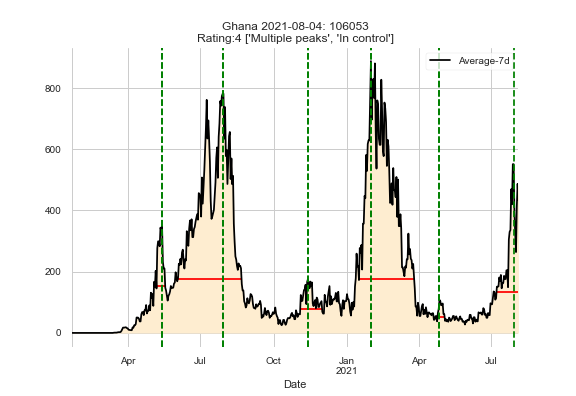 Ghana 2021-08-04: 106053
Rating:4 ['Multiple peaks', 'In control']
Average-7d
800
600
400
200
0
Apr
Jul
Oct
Jan
2021
Apr
Jul
Date